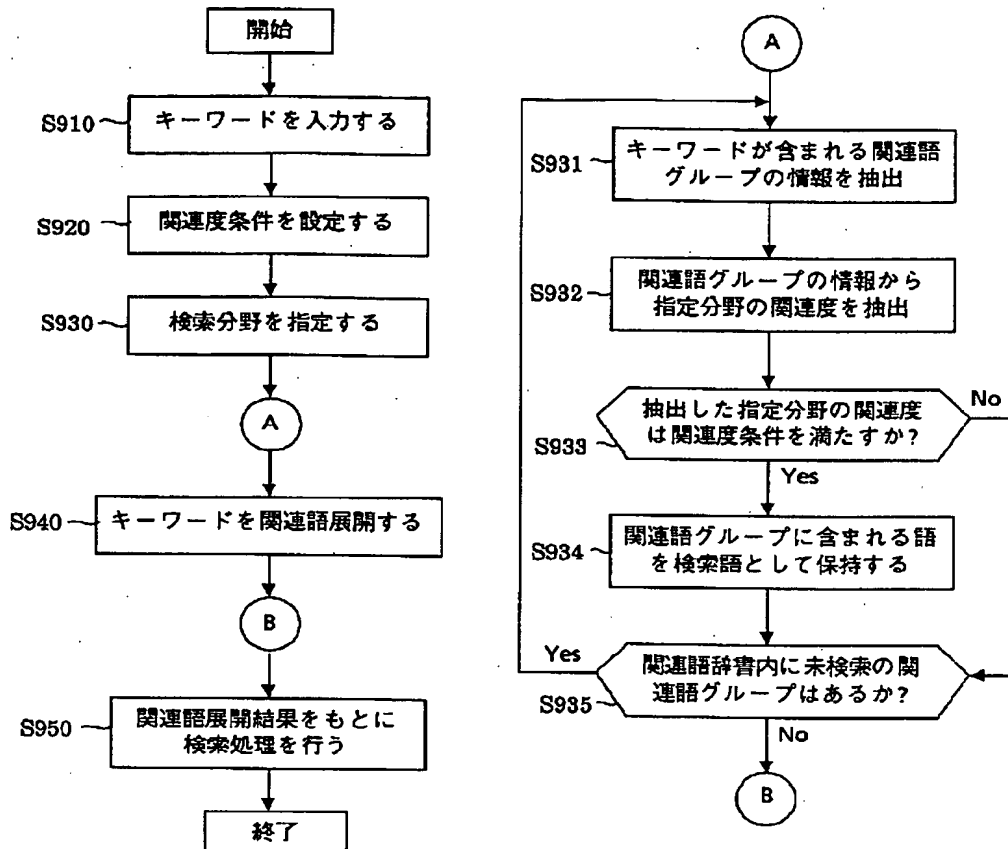 開始
S910
キーワードを入力する
S920
関連度条件を設定する
S930
検索分野を指定する
A
S940
キーワードを関連語展開する
B
S950
関連語展開結果をもとに
検索処理を行う
終了
A
S931
キーワードが含まれる関連語
グループの情報を抽出
S932
関連語グループの情報から
指定分野の関連度を抽出
抽出した指定分野の関連度
は関連度条件を満たすか?
No
S933
Yes
S934
関連語グループに含まれる語
を検索語として保持する
Yes
関連語辞書内に未検索の関
連語グループはあるか?
S935
No
B